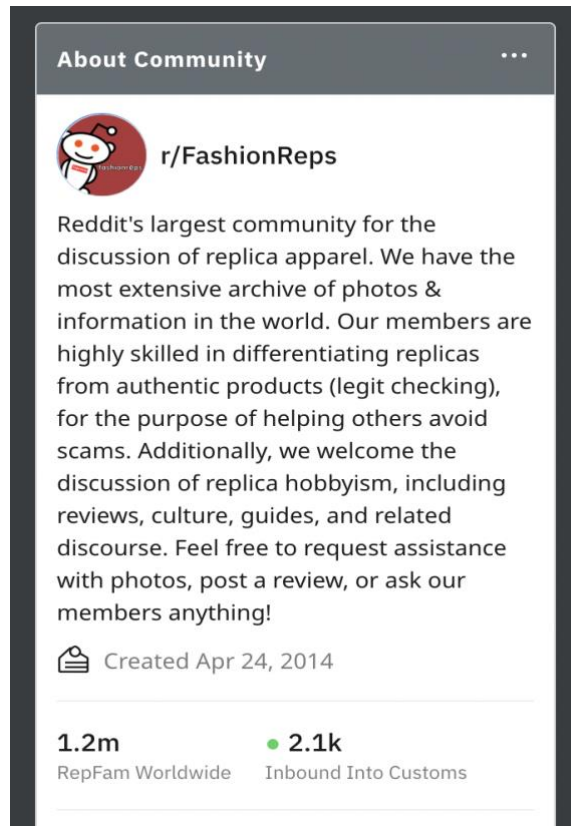 About Community
r/FashionReps
Reddit's largest community for the
discussion of replica apparel. We have the
most extensive archive of photos &
information in the world. Our members are
highly skilled in differentiating replicas
from authentic products (legit checking),
for the purpose of helping others avoid
scams. Additionally, we welcome the
discussion of replica hobbyism, including
reviews, culture, guides, and related
discourse. Feel free to request assistance
with photos, post a review, or ask our
members anything!
Created Apr 24, 2014
1.2m 2.1k
RepFam Worldwide Inbound Into Customs